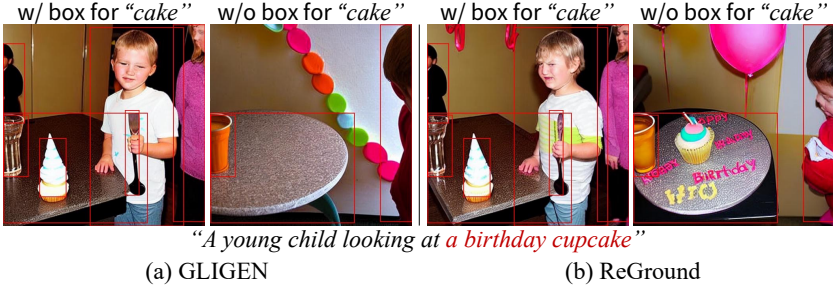 w/ box for “cake”
w/o box for “cake”
w/ box for “cake”
w/o box for “cake”
Birthday
“A young child looking at a birthday cupcake”
(a) GLIGEN
(b) ReGround